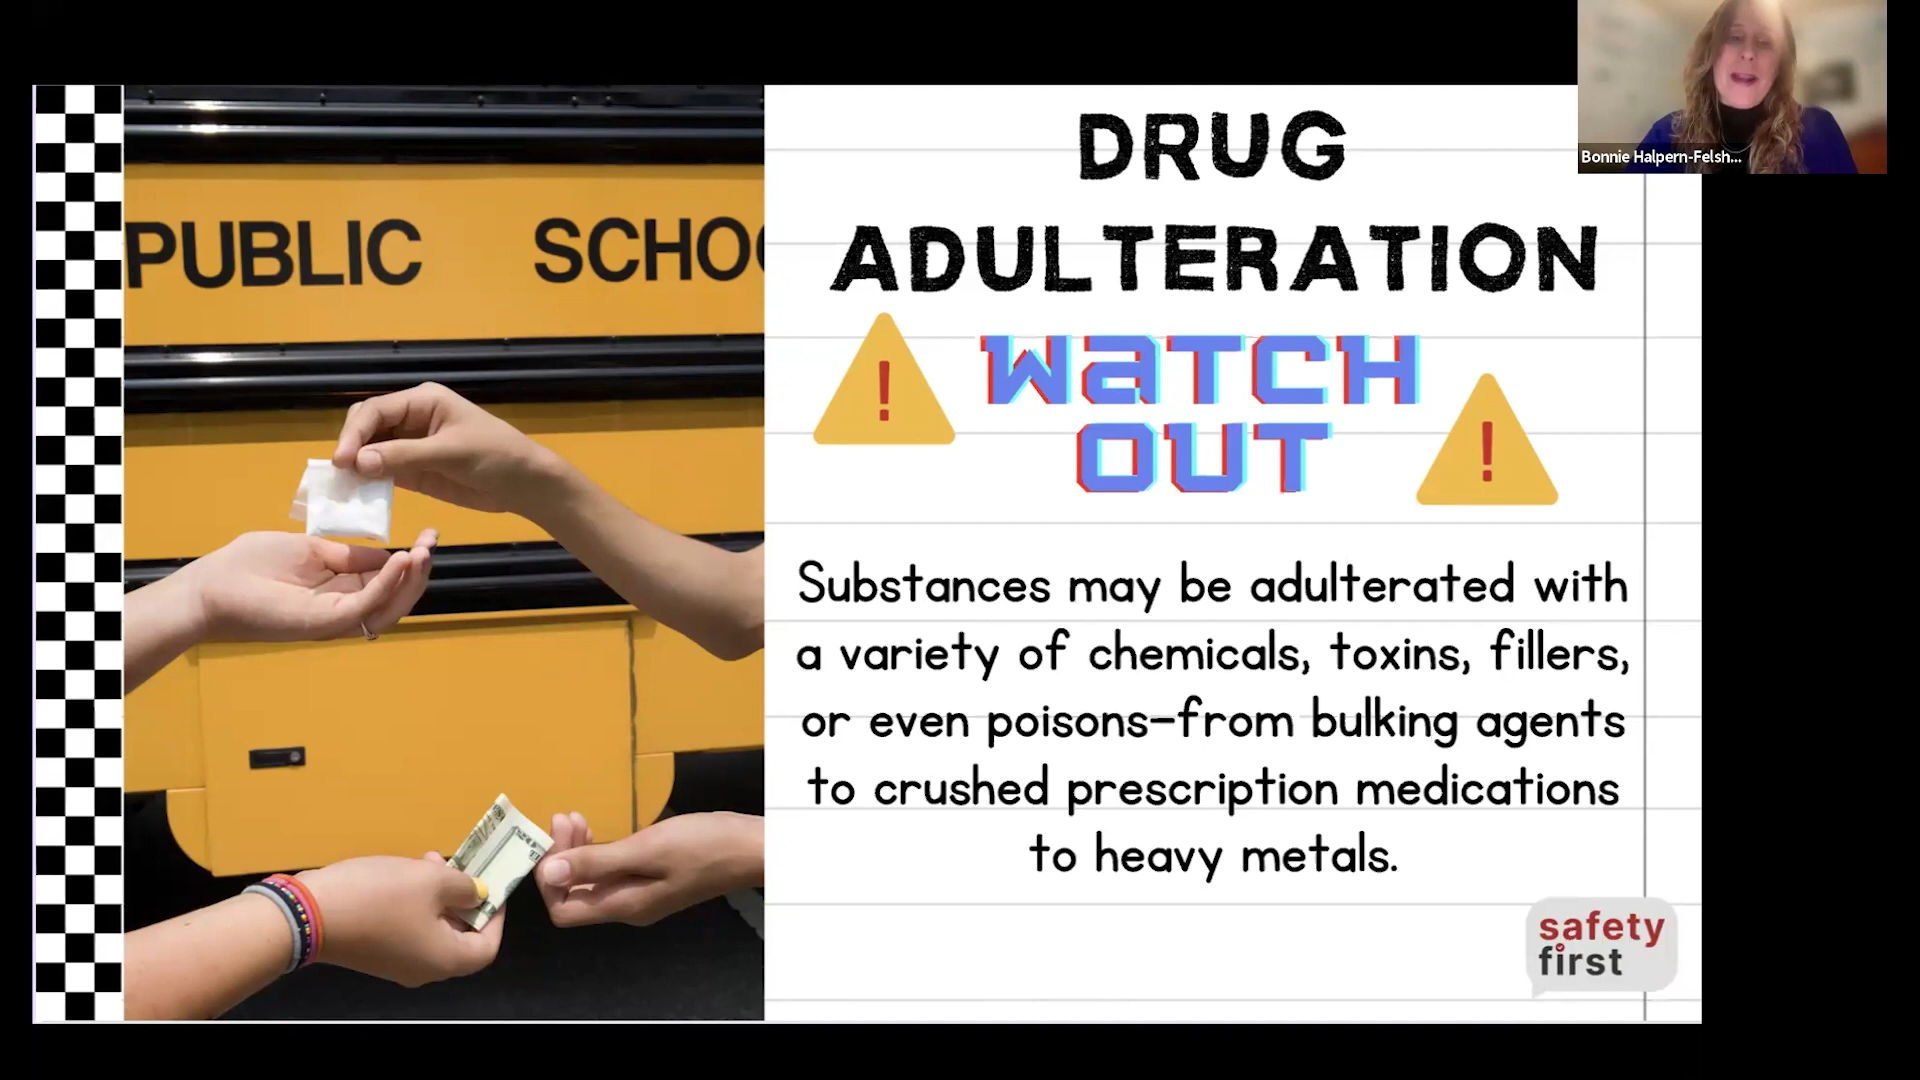 Bonnie Halpern-Felsh...
PUBLIC SCHOO
DRUG
ADULTERATION
WATCH
OUT
Substances may be adulterated with
a variety of chemicals, toxins, fillers,
or even poisons–from bulking agents
to crushed prescription medications
to heavy metals.
safety
first